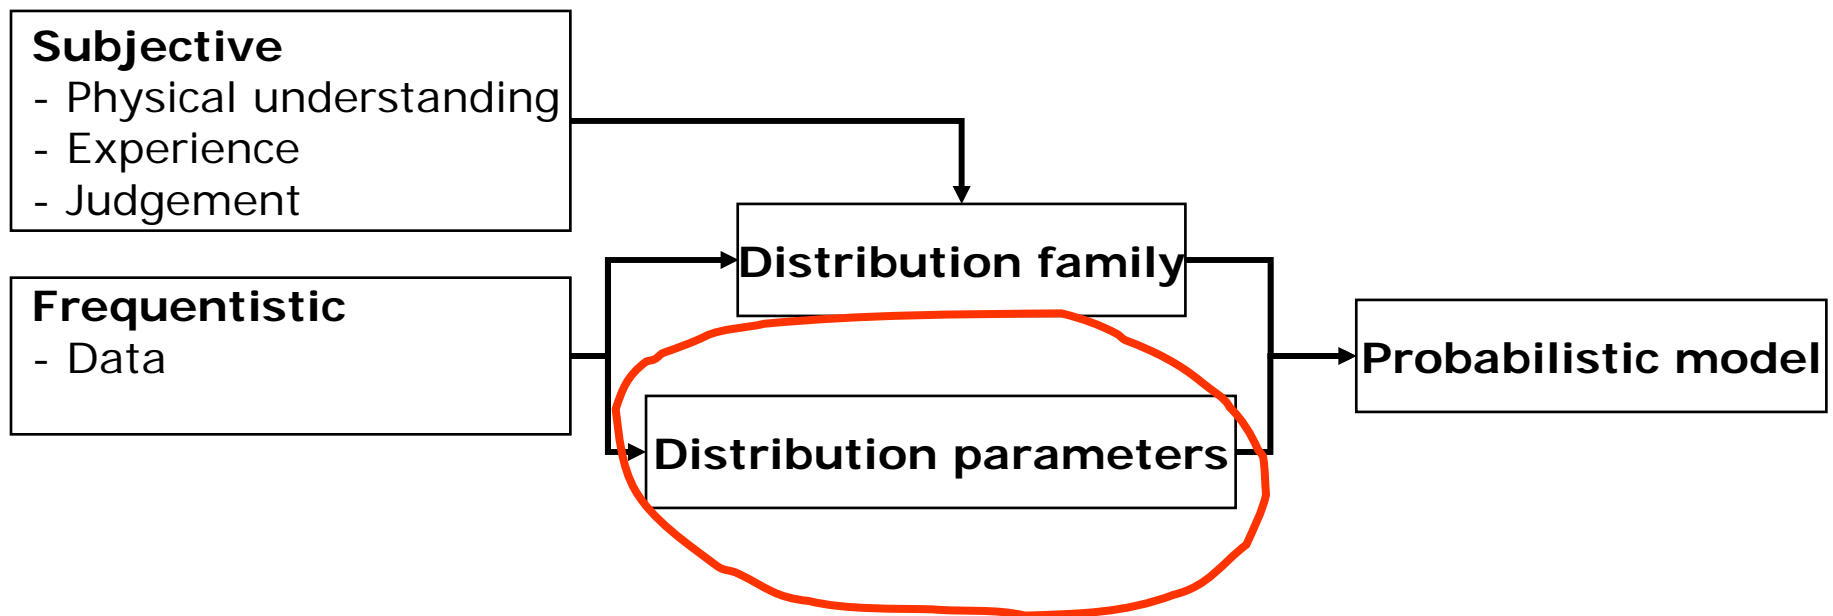 Subjective
- Physical understanding
- Experience
- Judgement
Frequentistic
- Data
Distribution family
Distribution parameters
Probabilistic model